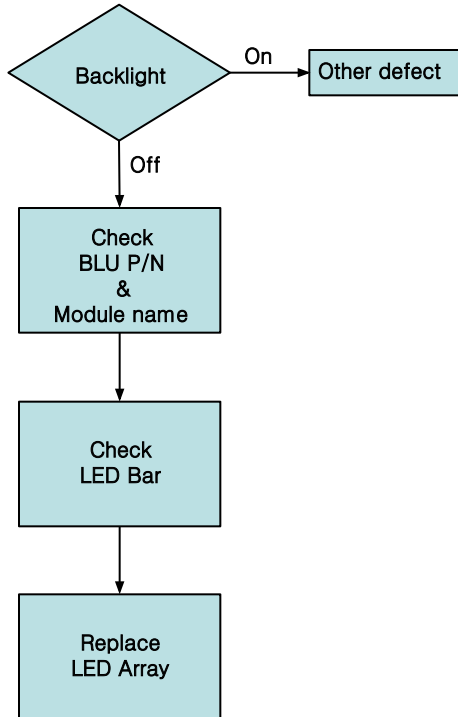 Backlight
On
Other defect
Off
Check
BLU P/N
&
Module name
Check
LED Bar
Replace
LED Array